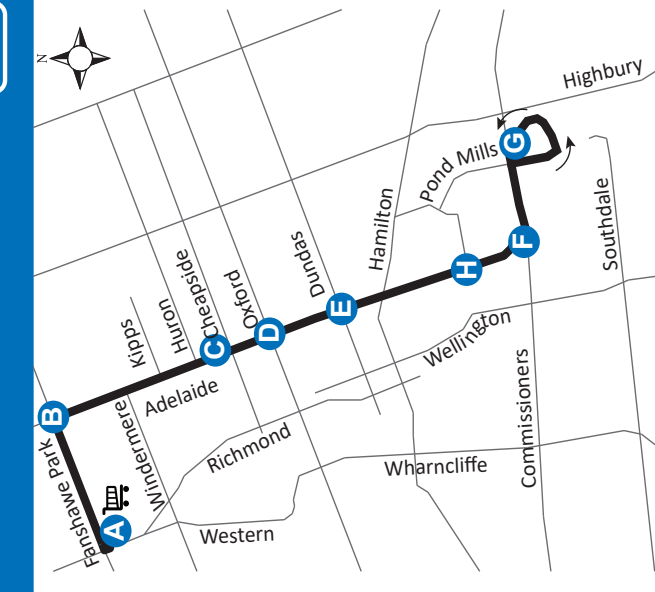 N
Highbury
Pond Mills
G
Southdale
Hamilton
F
H
Dundas
E
Oxford
D
Cheapside
C
Huron
Kipps
Wellington
Adelaide
B
Windermere
Fanshawe Park
Richmond
Commissioners
Wharncliffe
A
Western